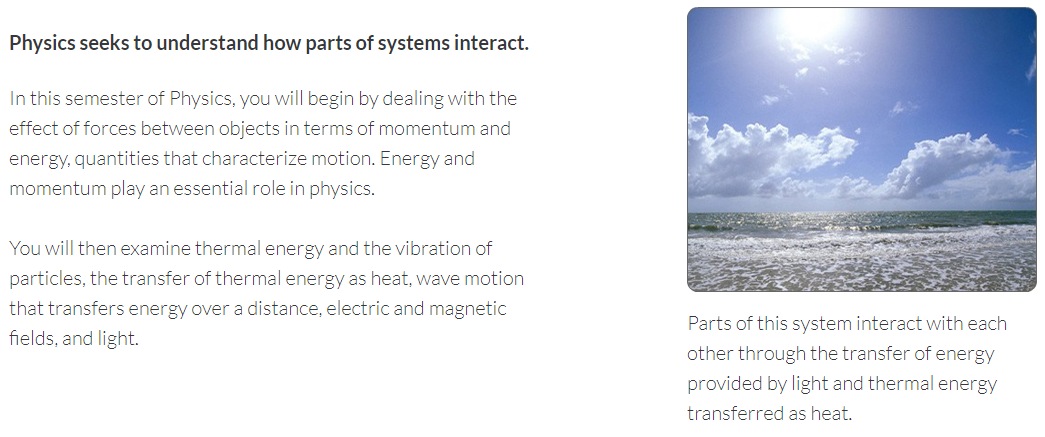 Physics seeks to understand how parts of systems interact.
In this semester of Physics, you will begin by dealing with the
effect of forces between objects in terms of momentum and
energy, quantities that characterize motion. Energy and
momentum play an essential role in physics.
You will then examine thermal energy and the vibration of
particles, the transfer of thermal energy as heat, wave motion
that transfers energy over a distance, electric and magnetic
fields, and light.
Parts of this system interact with each
other through the transfer of energy
provided by light and thermal energy
transferred as heat.